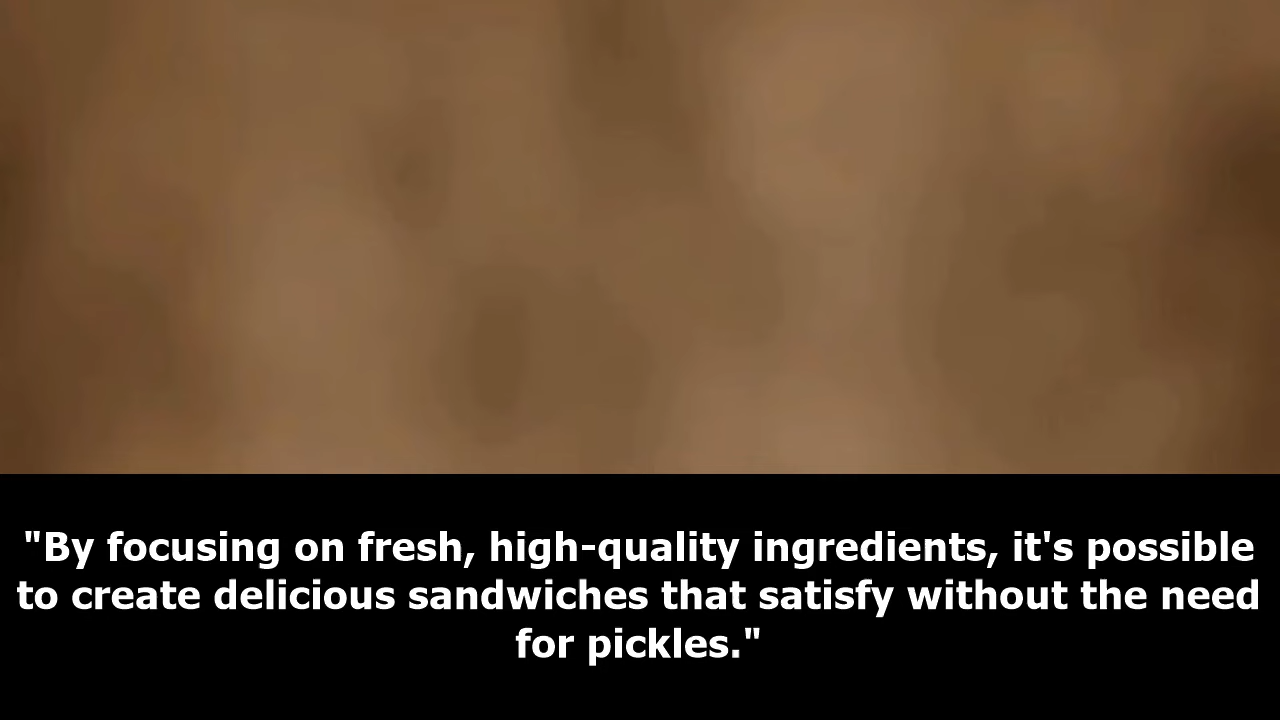 "By focusing on fresh, high-quality ingredients, it's possible
to create delicious sandwiches that satisfy without the need
for pickles."